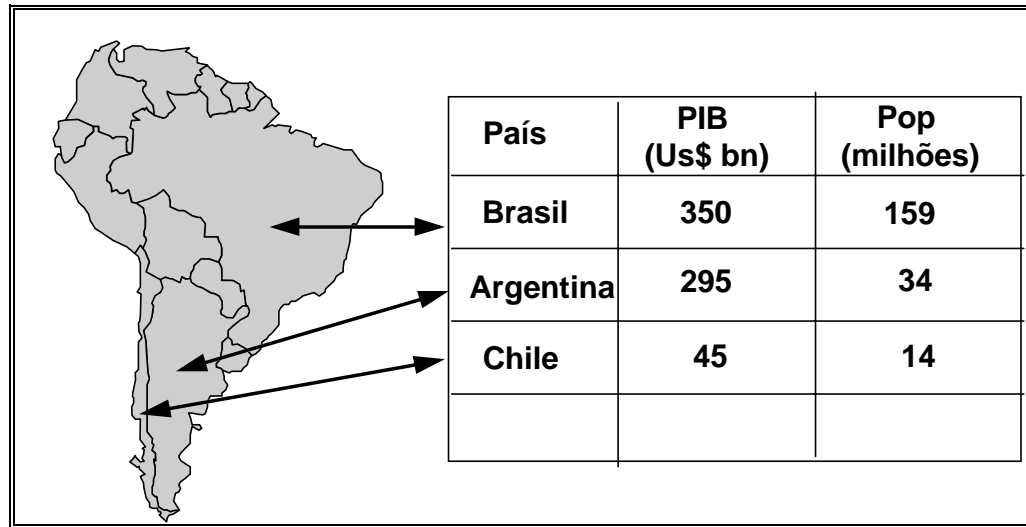 País PIB Pop
(Us$ bn) (milhões)
Brasil 350 159
Argentina 295 34
Chile 45 14